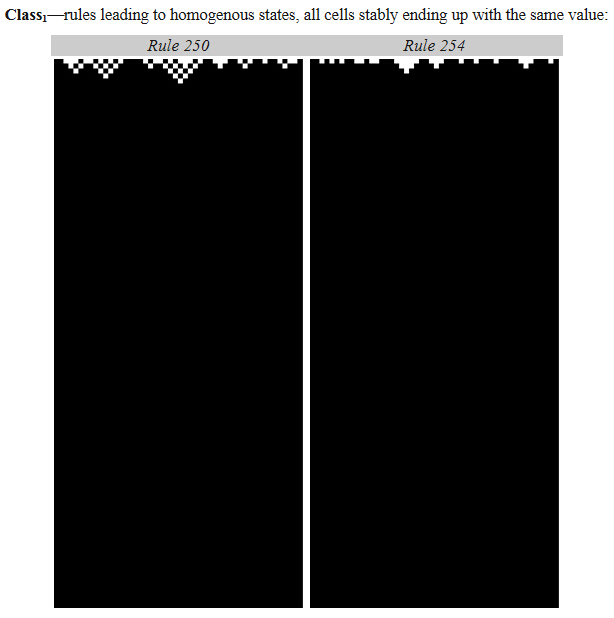 Class₁—rules leading to homogenous states, all cells stably ending up with the same value:
Rule 250
Rule 254